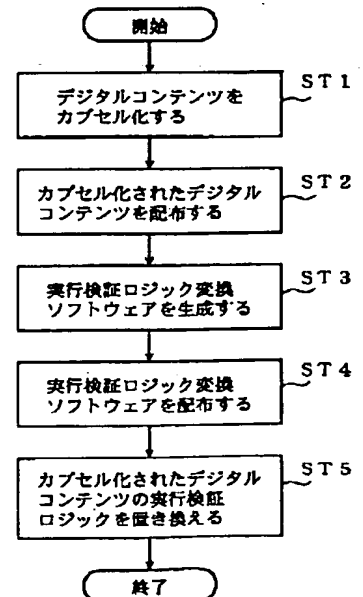 開始
ST1
デジタルコンテンツを
カプセル化する
ST2
カプセル化されたデジタル
コンテンツを配布する
ST3
実行検証ロジック変換
ソフトウェアを生成する
ST4
実行検証ロジック変換
ソフトウェアを配布する
ST5
カプセル化されたデジタル
コンテンツの実行検証
ロジックを置き換える
終了